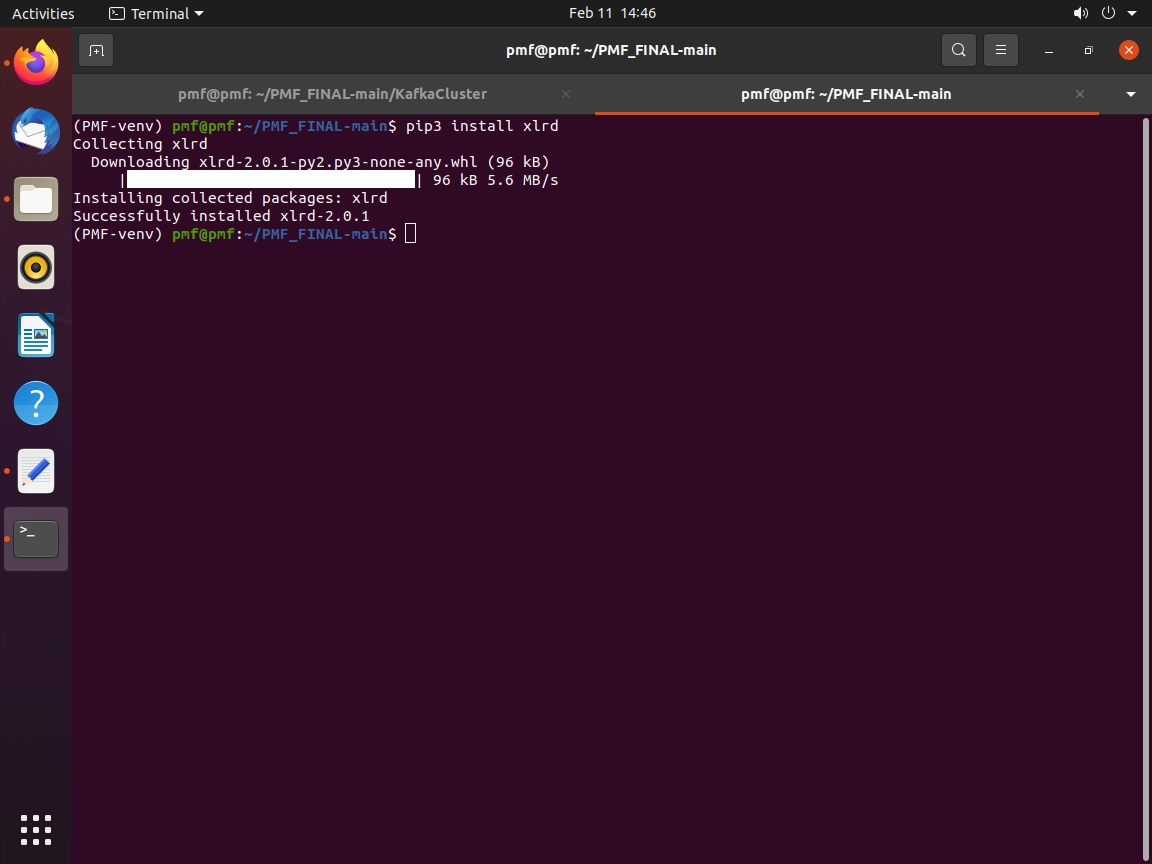 Activities Terminal Feb 11 14:46
pmf@pmf: ~/PMF_FINAL-main
pmf@pmf: ~/PMF_FINAL-main/KafkaCluster pmf@pmf: ~/PMF_FINAL-main
(PMF-venv) pmf@pmf:~/PMF_FINAL-main$ pip3 install xlrd
Collecting xlrd
  Downloading xlrd-2.0.1-py2.py3-none-any.whl (96 kB)
     |████████████████████████████████| 96 kB 5.6 MB/s
Installing collected packages: xlrd
Successfully installed xlrd-2.0.1
(PMF-venv) pmf@pmf:~/PMF_FINAL-main$